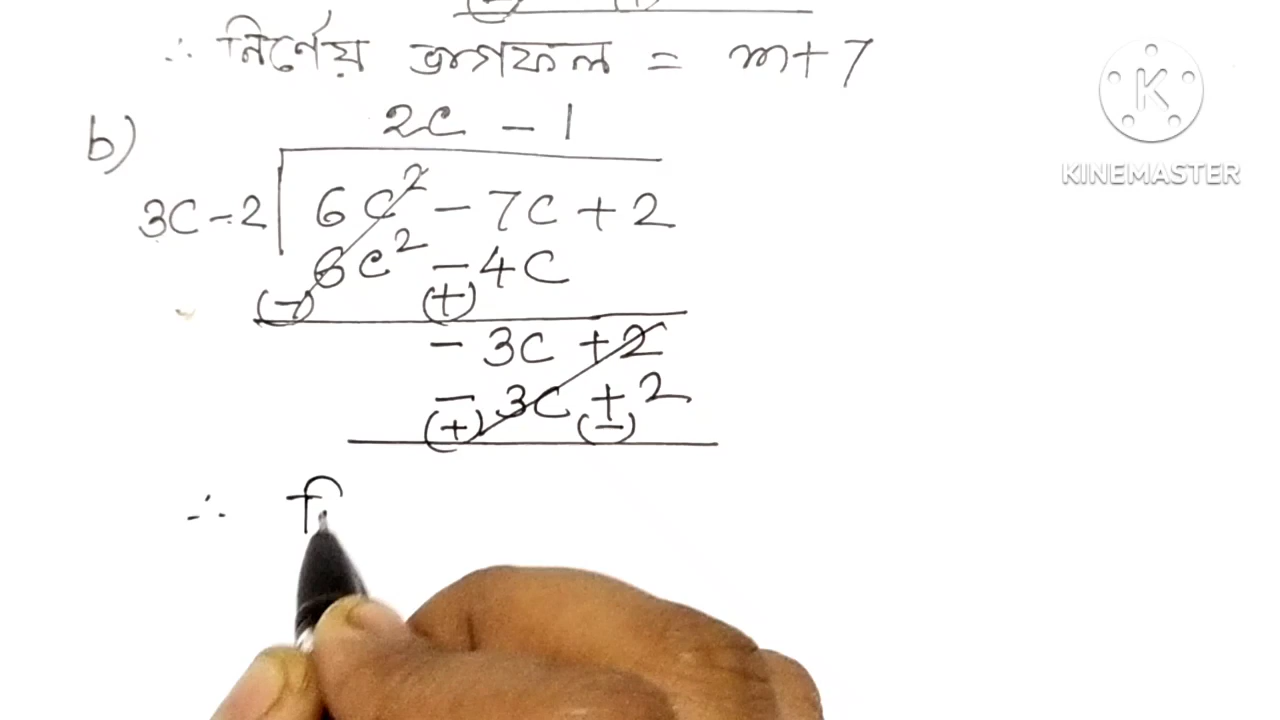 ∴ নির্ণেয় ভাগফল = m+7
b)
2c - 1
3c-2 6c² - 7c + 2
6c² - 4c
(-) (+)
- 3c + 2
- 3c + 2
(+) (-)
∴ নি
K
KINEMASTER